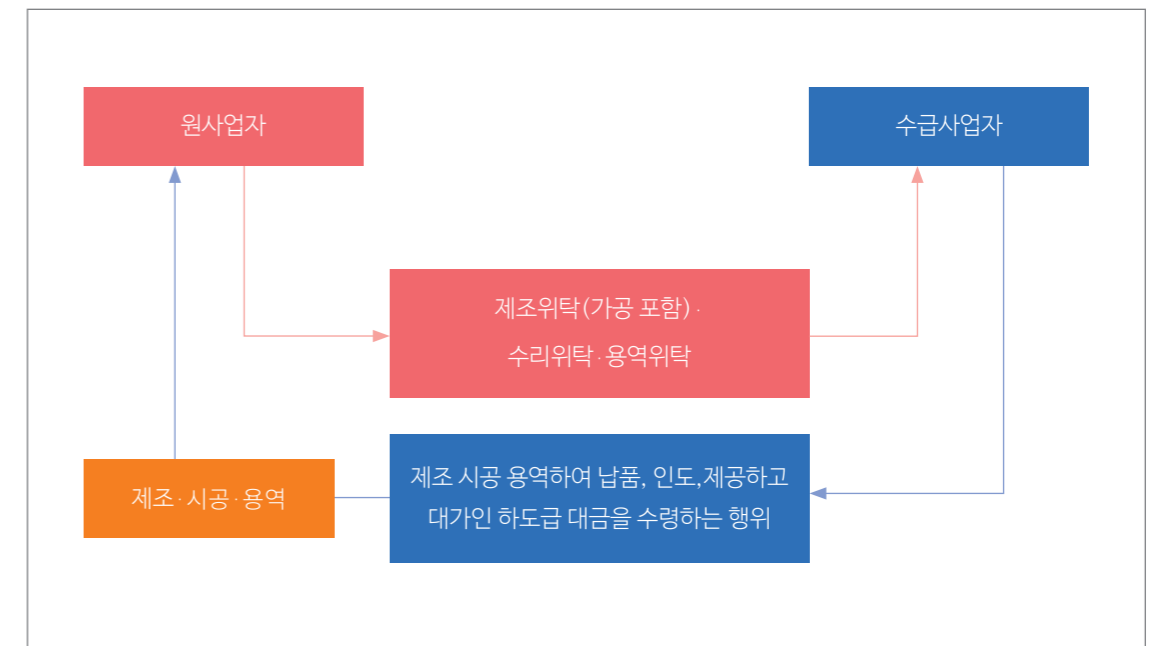 원사업자
수급사업자
제조위탁(가공 포함)·
수리위탁·용역위탁
제조·시공·용역
제조 시공 용역하여 납품, 인도,제공하고
대가인 하도급 대금을 수령하는 행위